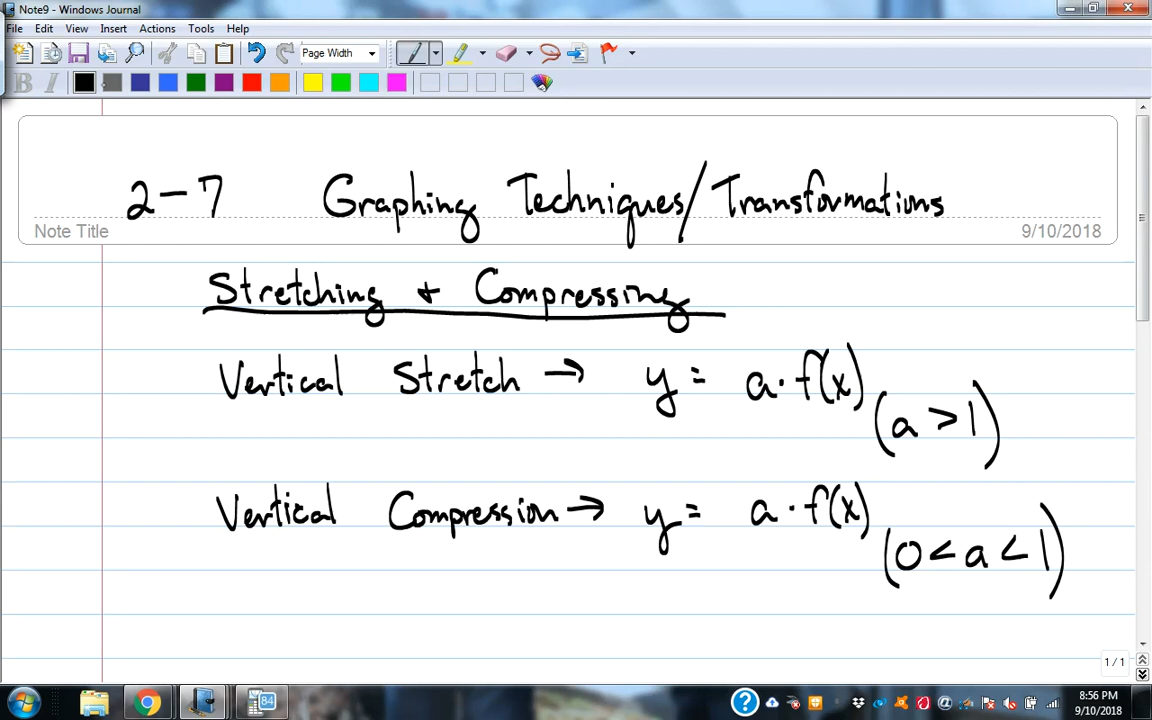 Note9 - Windows Journal
File Edit View Insert Actions Tools Help
Page Width
B I
2-7 Graphing Techniques/Transformations
Note Title 9/10/2018
Stretching + Compressing
Vertical Stretch → y = a·f(x)
(a > 1)
Vertical Compression → y = a·f(x)
(0 < a < 1)
1 / 1
84
8:56 PM
9/10/2018